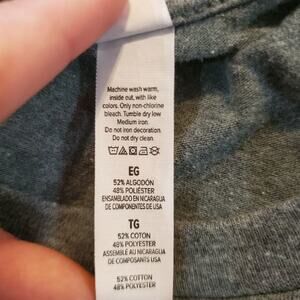 Machine wash warm,
inside out, with like
colors. Only non-chlorine
bleach. Tumble dry low
Medium iron.
Do not iron decoration
Do not dry clean.
EG
52% ALGODÓN
48% POLIÉSTER
ENSAMBLADO EN NICARAGUA
DE COMPONENTES DE USA
TG
52% COTON
48% POLYESTER
ASSEMBLÉ AU NICARAGUA
DE COMPOSANTS USA
52% COTTON
48% POLYESTER